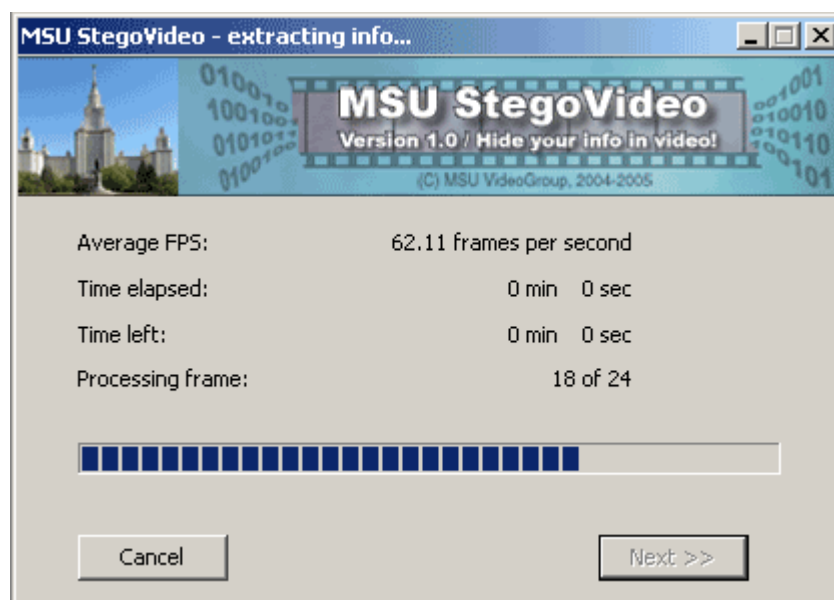 MSU StegoVideo - extracting info...
MSU StegoVideo
Version 1.0 / Hide your info in video!
(C) MSU VideoGroup, 2004-2005
Average FPS: 62.11 frames per second
Time elapsed: 0 min 0 sec
Time left: 0 min 0 sec
Processing frame: 18 of 24
Cancel Next >>